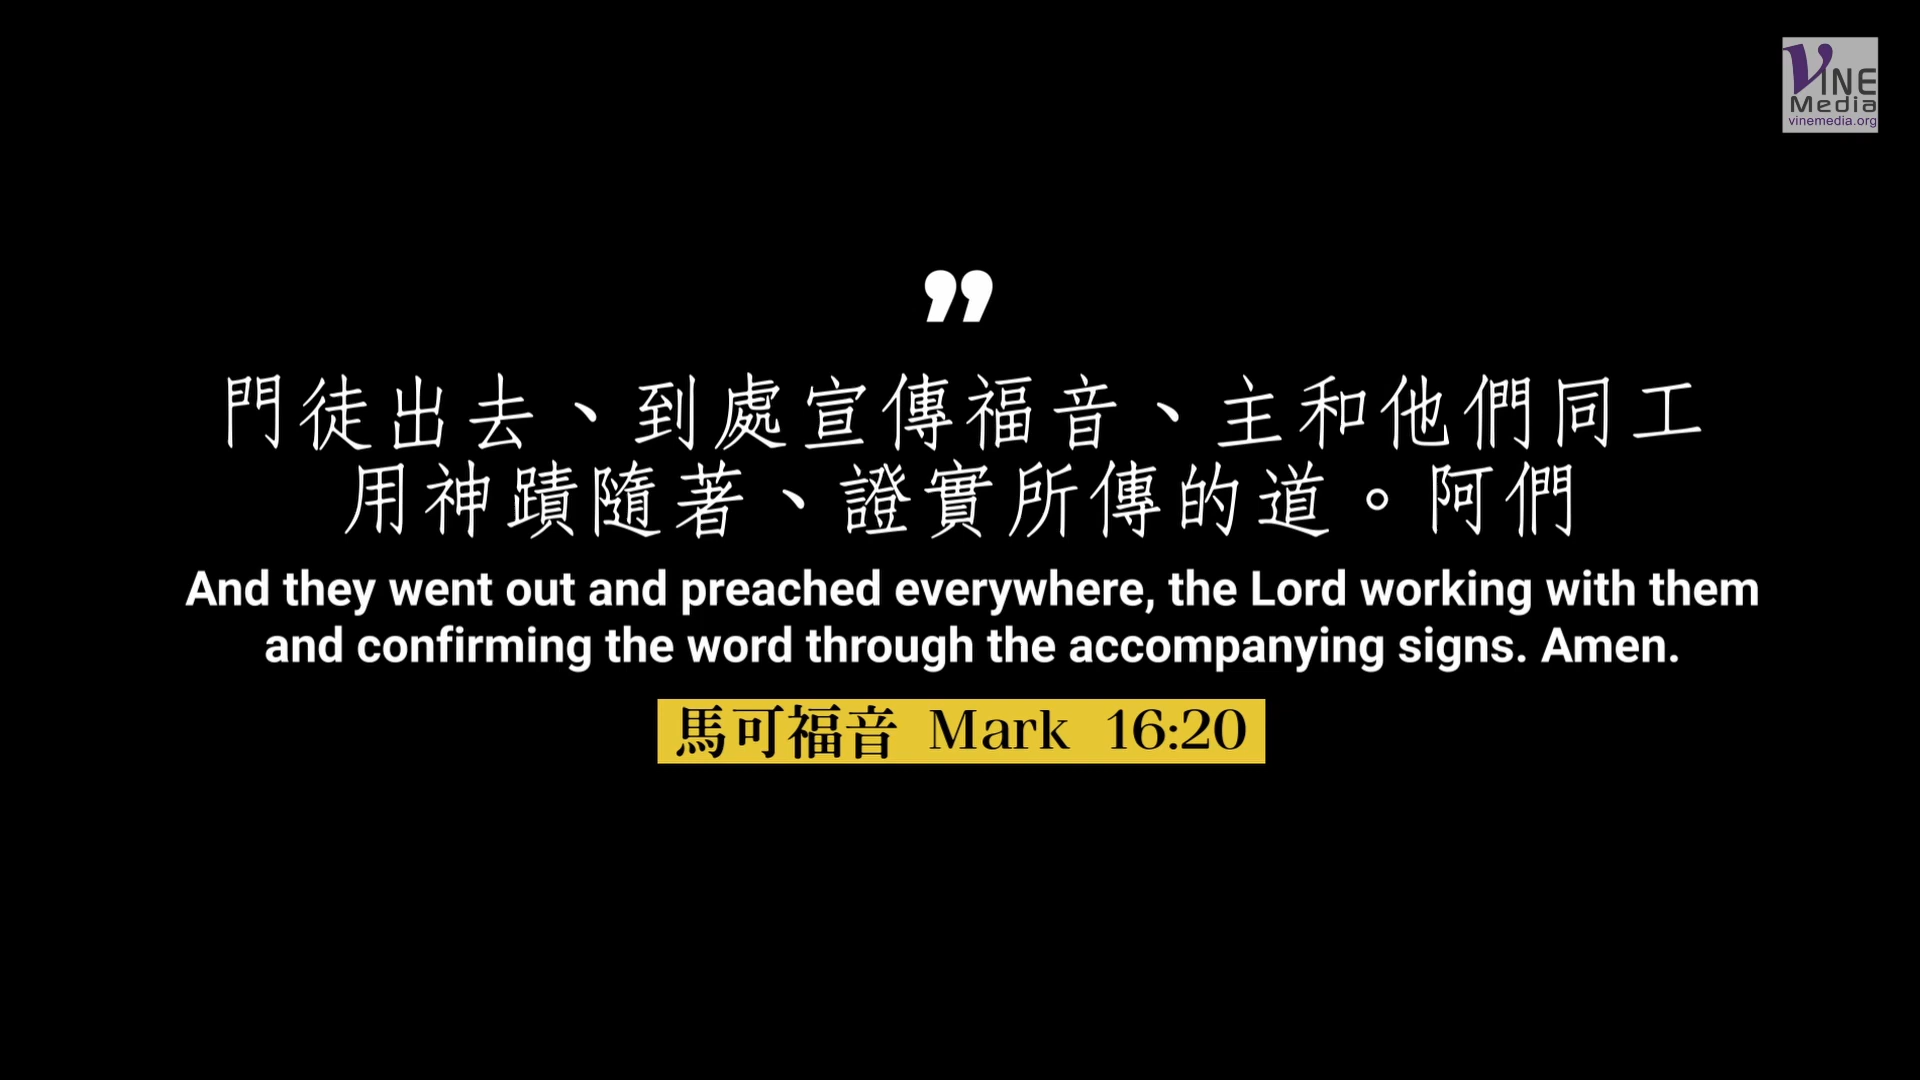 VINE
Media
vinemedia.org
”
門徒出去、到處宣傳福音、主和他們同工
用神蹟隨著、證實所傳的道。阿們
And they went out and preached everywhere, the Lord working with them
and confirming the word through the accompanying signs. Amen.
馬可福音 Mark 16:20